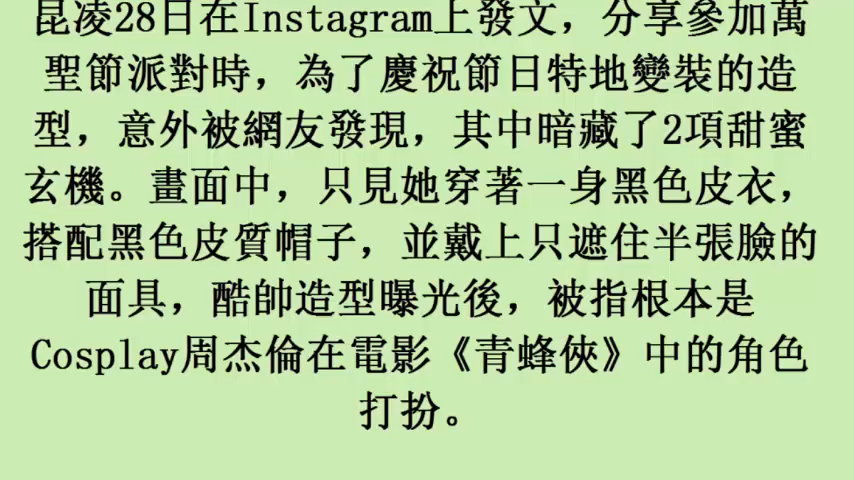 昆凌28日在Instagram上發文，分享參加萬
聖節派對時，為了慶祝節日特地變裝的造
型，意外被網友發現，其中暗藏了2項甜蜜
玄機。畫面中，只見她穿著一身黑色皮衣，
搭配黑色皮質帽子，並戴上只遮住半張臉的
面具，酷帥造型曝光後，被指根本是
Cosplay周杰倫在電影《青蜂俠》中的角色
打扮。